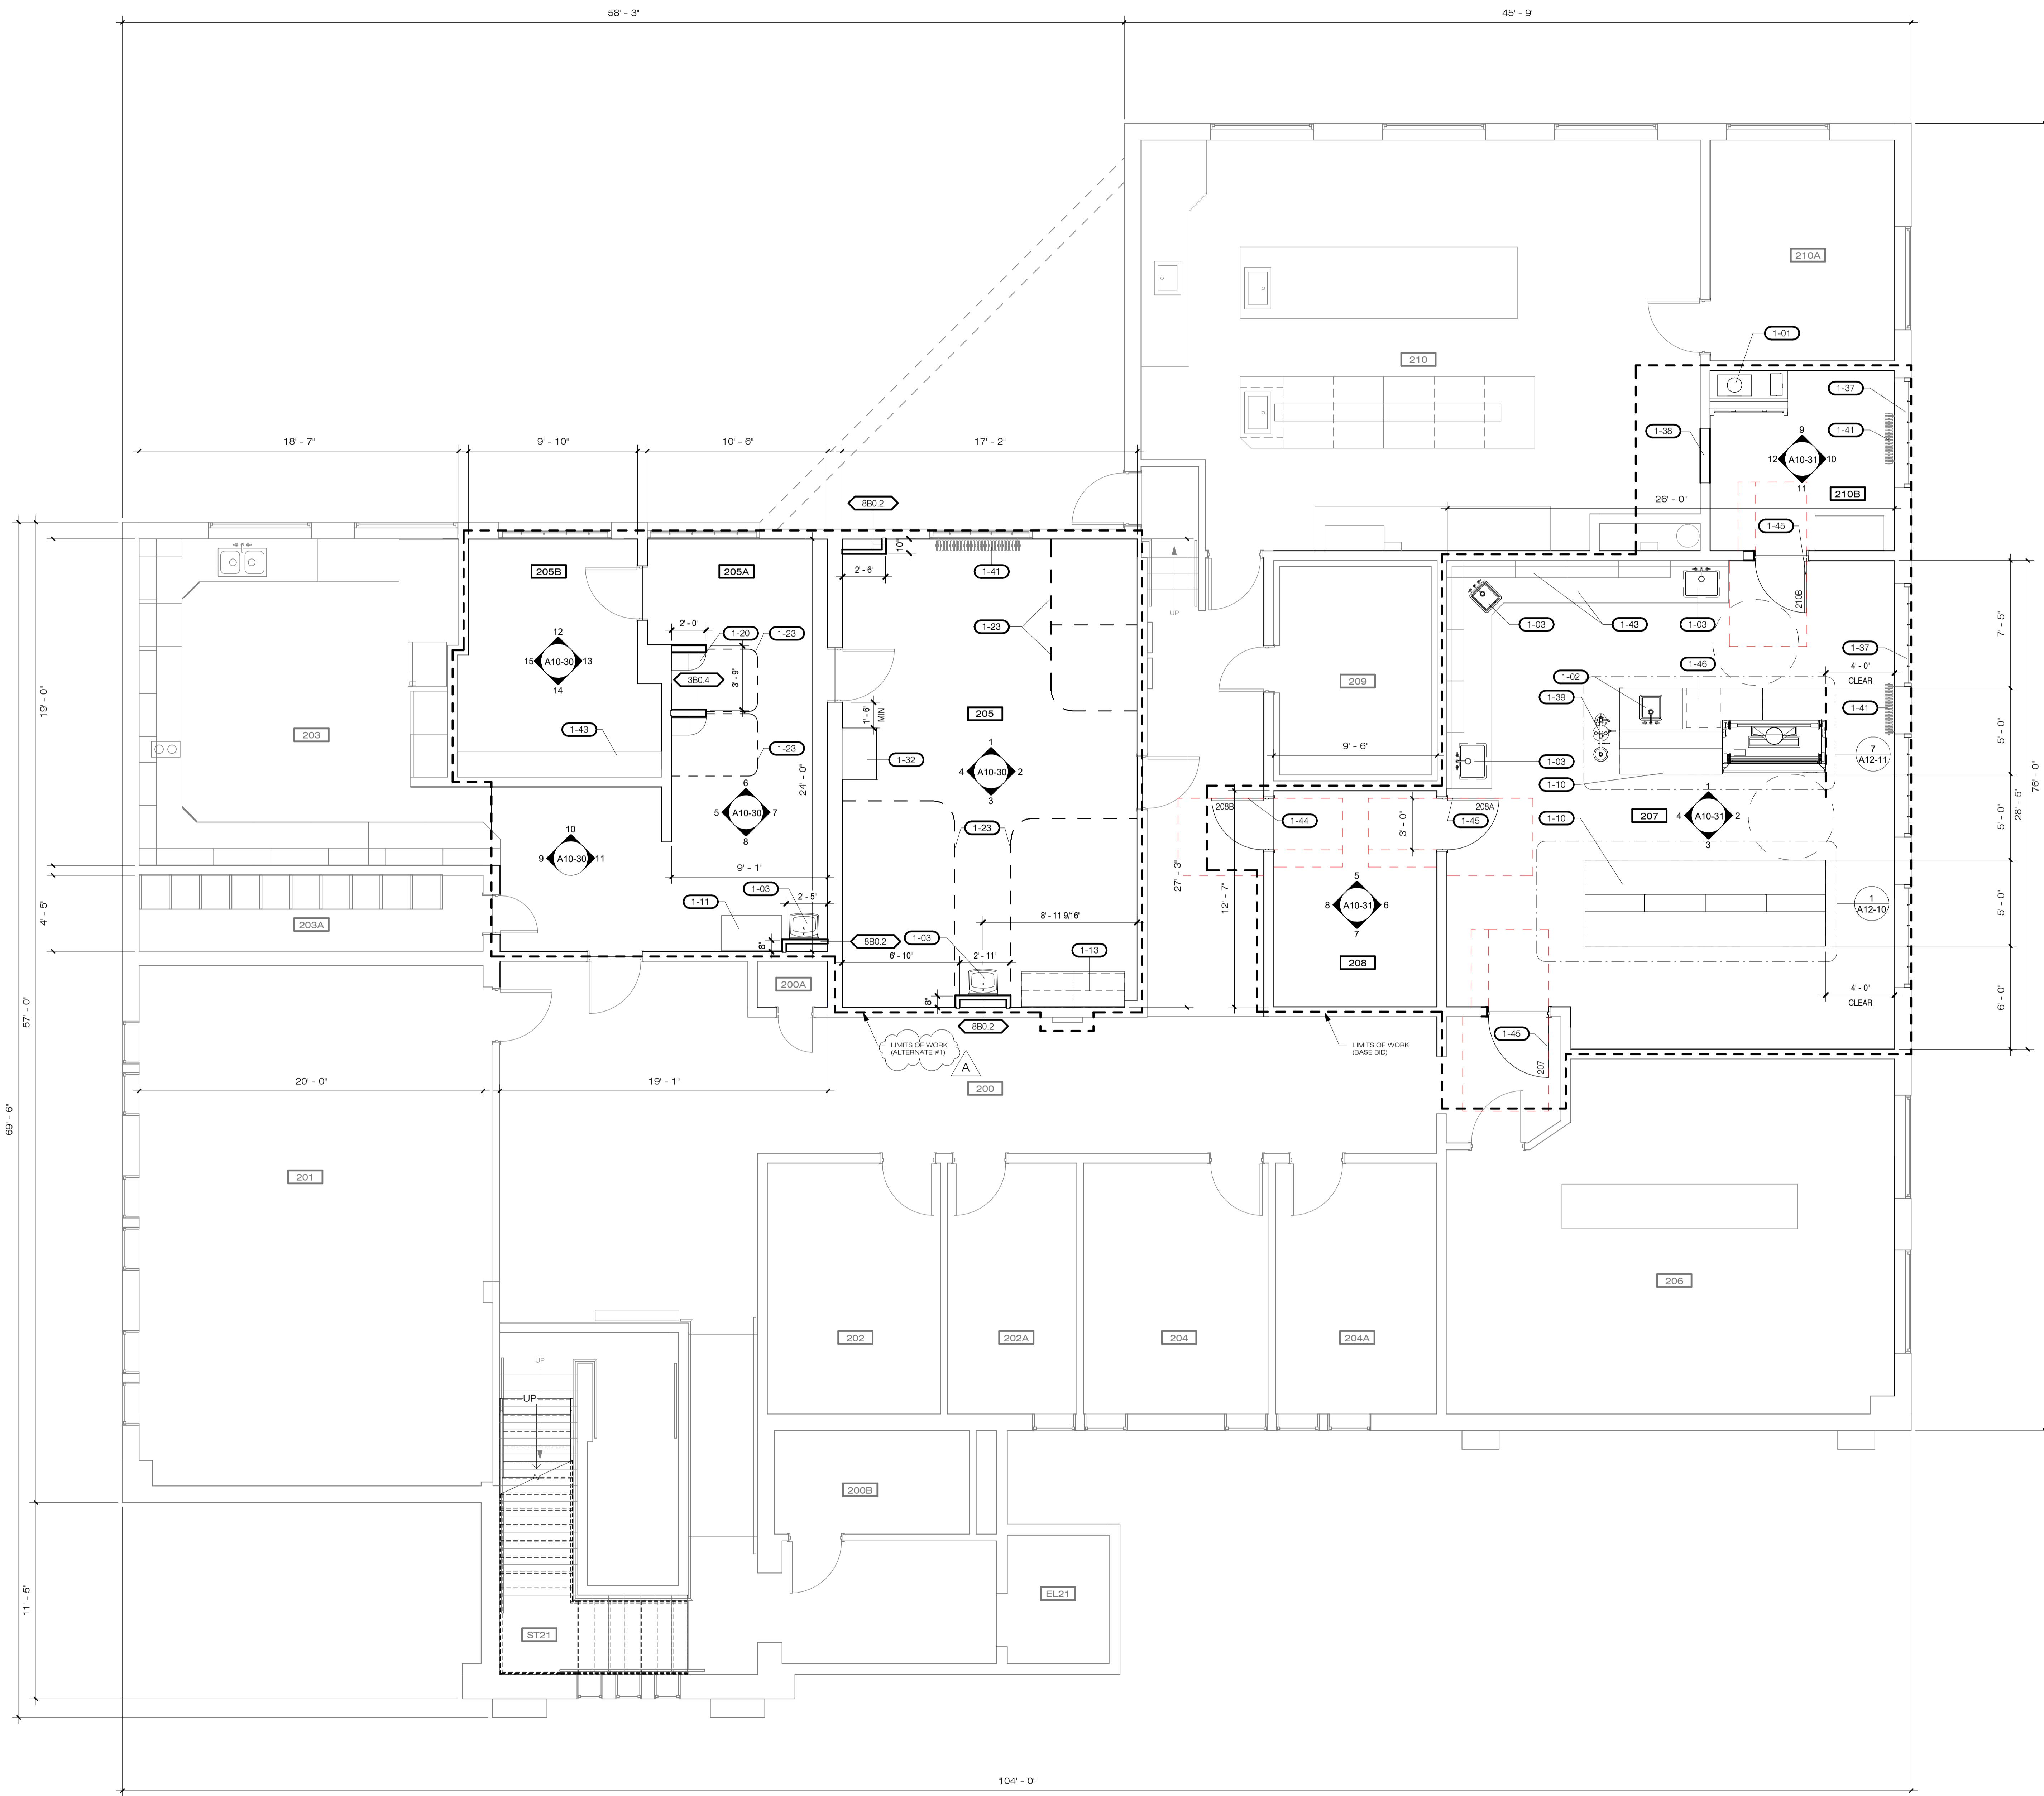 58' - 3"
45' - 9"
210A
1-01
210
1-37
1-38
1-41
9
12 A10-31 10
11
18' - 7"
9' - 10"
10' - 6"
17' - 2"
26' - 0"
210B
8B0.2
10"
2' - 6"
1-45
205B
205A
1-41
UP
210B
2' - 0"
1-20
1-23
1-23
1-03
1-43
1-03
7' - 5"
12
15 A10-30 13
14
3B0.4
3' - 9"
1-46
1-37
4' - 0"
CLEAR
1-02
209
1-39
1-41
19' - 0"
203
1-43
1-23
1' - 6"
MIN
205
1-32
1
4 A10-30 2
3
9' - 6"
5' - 0"
7
A12-11
1-03
1-10
76' - 0"
28' - 5"
24' - 0"
6
5 A10-30 7
8
10
9 A10-30 11
1-23
208B
1-44
208A
1-45
3' - 0"
1-10
207
1
4 A10-31 2
3
5' - 0"
9' - 1"
27' - 3"
12' - 7"
5
8 A10-31 6
7
1
A12-10
5' - 0"
4' - 5"
203A
1-03
2' - 5"
1-11
8"
8B0.2
1-03
8' - 11 9/16"
6' - 10"
2' - 11"
1-13
208
200A
8"
8B0.2
4' - 0"
CLEAR
6' - 0"
57' - 0"
LIMITS OF WORK
(ALTERNATE #1)
A
LIMITS OF WORK
(BASE BID)
1-45
207
20' - 0"
19' - 1"
200
69' - 6"
201
206
202
202A
204
204A
UP
UP
200B
11' - 5"
EL21
ST21
104' - 0"